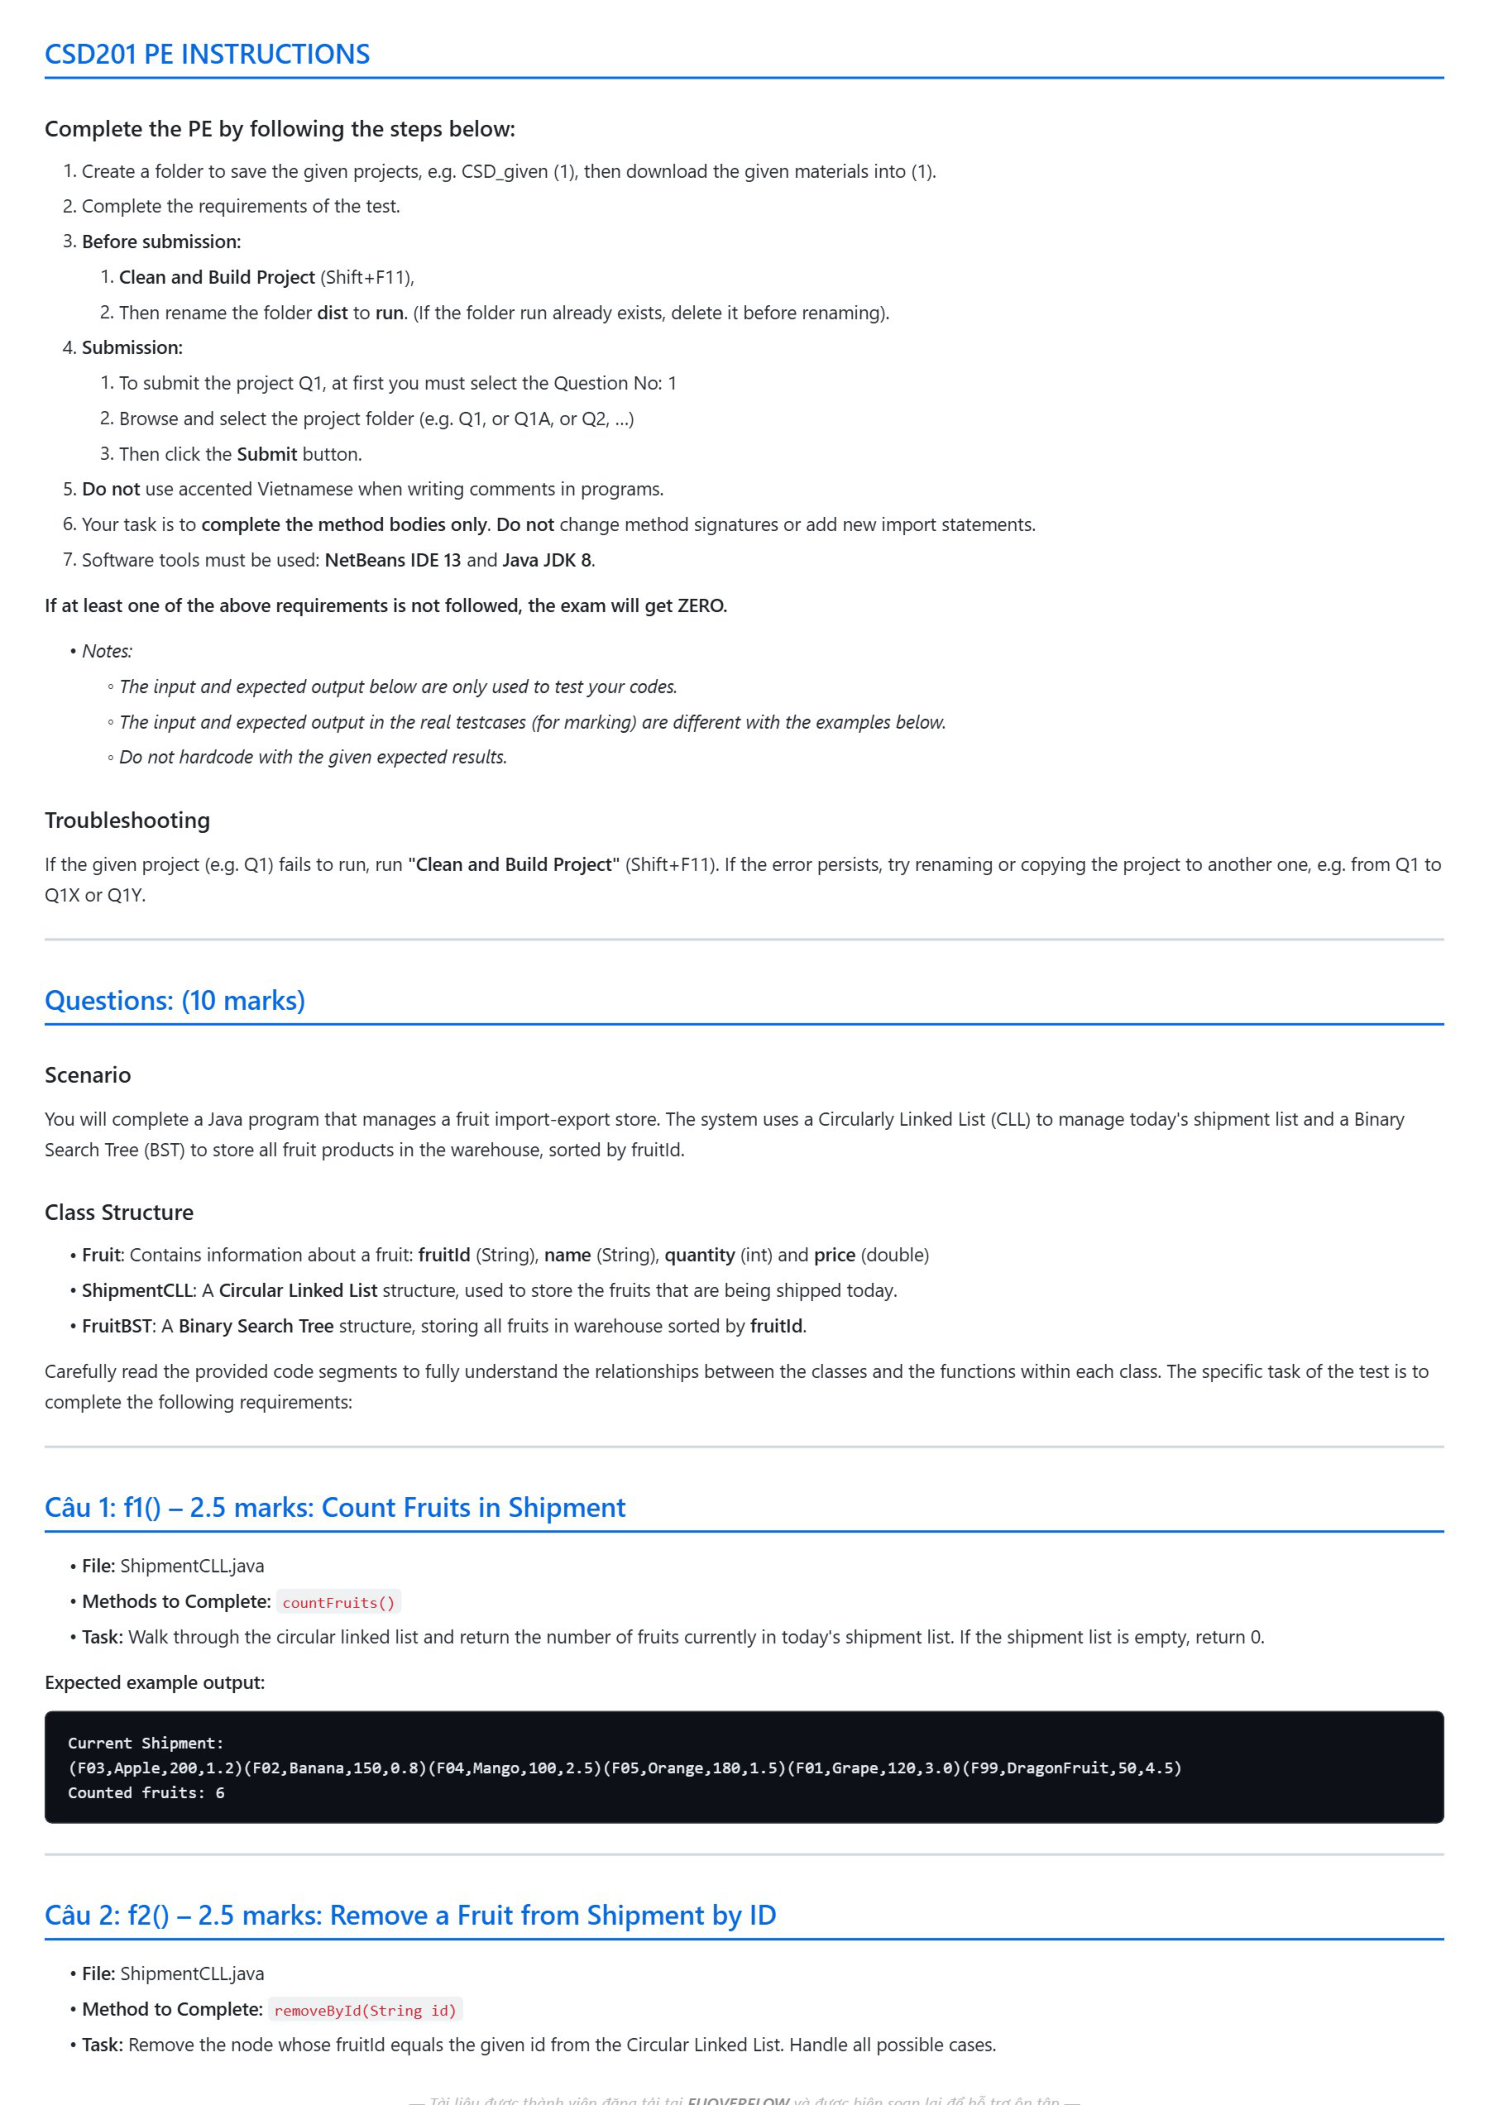 CSD201 PE INSTRUCTIONS
Complete the PE by following the steps below:
1. Create a folder to save the given projects, e.g. CSD_given (1), then download the given materials into (1).
2. Complete the requirements of the test.
3. Before submission:
1. Clean and Build Project (Shift+F11),
2. Then rename the folder dist to run. (If the folder run already exists, delete it before renaming).
4. Submission:
1. To submit the project Q1, at first you must select the Question No: 1
2. Browse and select the project folder (e.g. Q1, or Q1A, or Q2, ...)
3. Then click the Submit button.
5. Do not use accented Vietnamese when writing comments in programs.
6. Your task is to complete the method bodies only. Do not change method signatures or add new import statements.
7. Software tools must be used: NetBeans IDE 13 and Java JDK 8.
If at least one of the above requirements is not followed, the exam will get ZERO.
• Notes:
◦ The input and expected output below are only used to test your codes.
◦ The input and expected output in the real testcases (for marking) are different with the examples below.
◦ Do not hardcode with the given expected results.
Troubleshooting
If the given project (e.g. Q1) fails to run, run "Clean and Build Project" (Shift+F11). If the error persists, try renaming or copying the project to another one, e.g. from Q1 to
Q1X or Q1Y.
Questions: (10 marks)
Scenario
You will complete a Java program that manages a fruit import-export store. The system uses a Circularly Linked List (CLL) to manage today's shipment list and a Binary
Search Tree (BST) to store all fruit products in the warehouse, sorted by fruitId.
Class Structure
• Fruit: Contains information about a fruit: fruitId (String), name (String), quantity (int) and price (double)
• ShipmentCLL: A Circular Linked List structure, used to store the fruits that are being shipped today.
• FruitBST: A Binary Search Tree structure, storing all fruits in warehouse sorted by fruitId.
Carefully read the provided code segments to fully understand the relationships between the classes and the functions within each class. The specific task of the test is to
complete the following requirements:
Câu 1: f1() – 2.5 marks: Count Fruits in Shipment
• File: ShipmentCLL.java
• Methods to Complete: countFruits()
• Task: Walk through the circular linked list and return the number of fruits currently in today's shipment list. If the shipment list is empty, return 0.
Expected example output:
Current Shipment:
(F03,Apple,200,1.2)(F02,Banana,150,0.8)(F04,Mango,100,2.5)(F05,Orange,180,1.5)(F01,Grape,120,3.0)(F99,DragonFruit,50,4.5)
Counted fruits: 6
Câu 2: f2() – 2.5 marks: Remove a Fruit from Shipment by ID
• File: ShipmentCLL.java
• Method to Complete: removeById(String id)
• Task: Remove the node whose fruitId equals the given id from the Circular Linked List. Handle all possible cases.
— Tài liệu được thành viên đăng tải tại FUOVERFLOW và được biên soạn lại để hỗ trợ ôn tập —